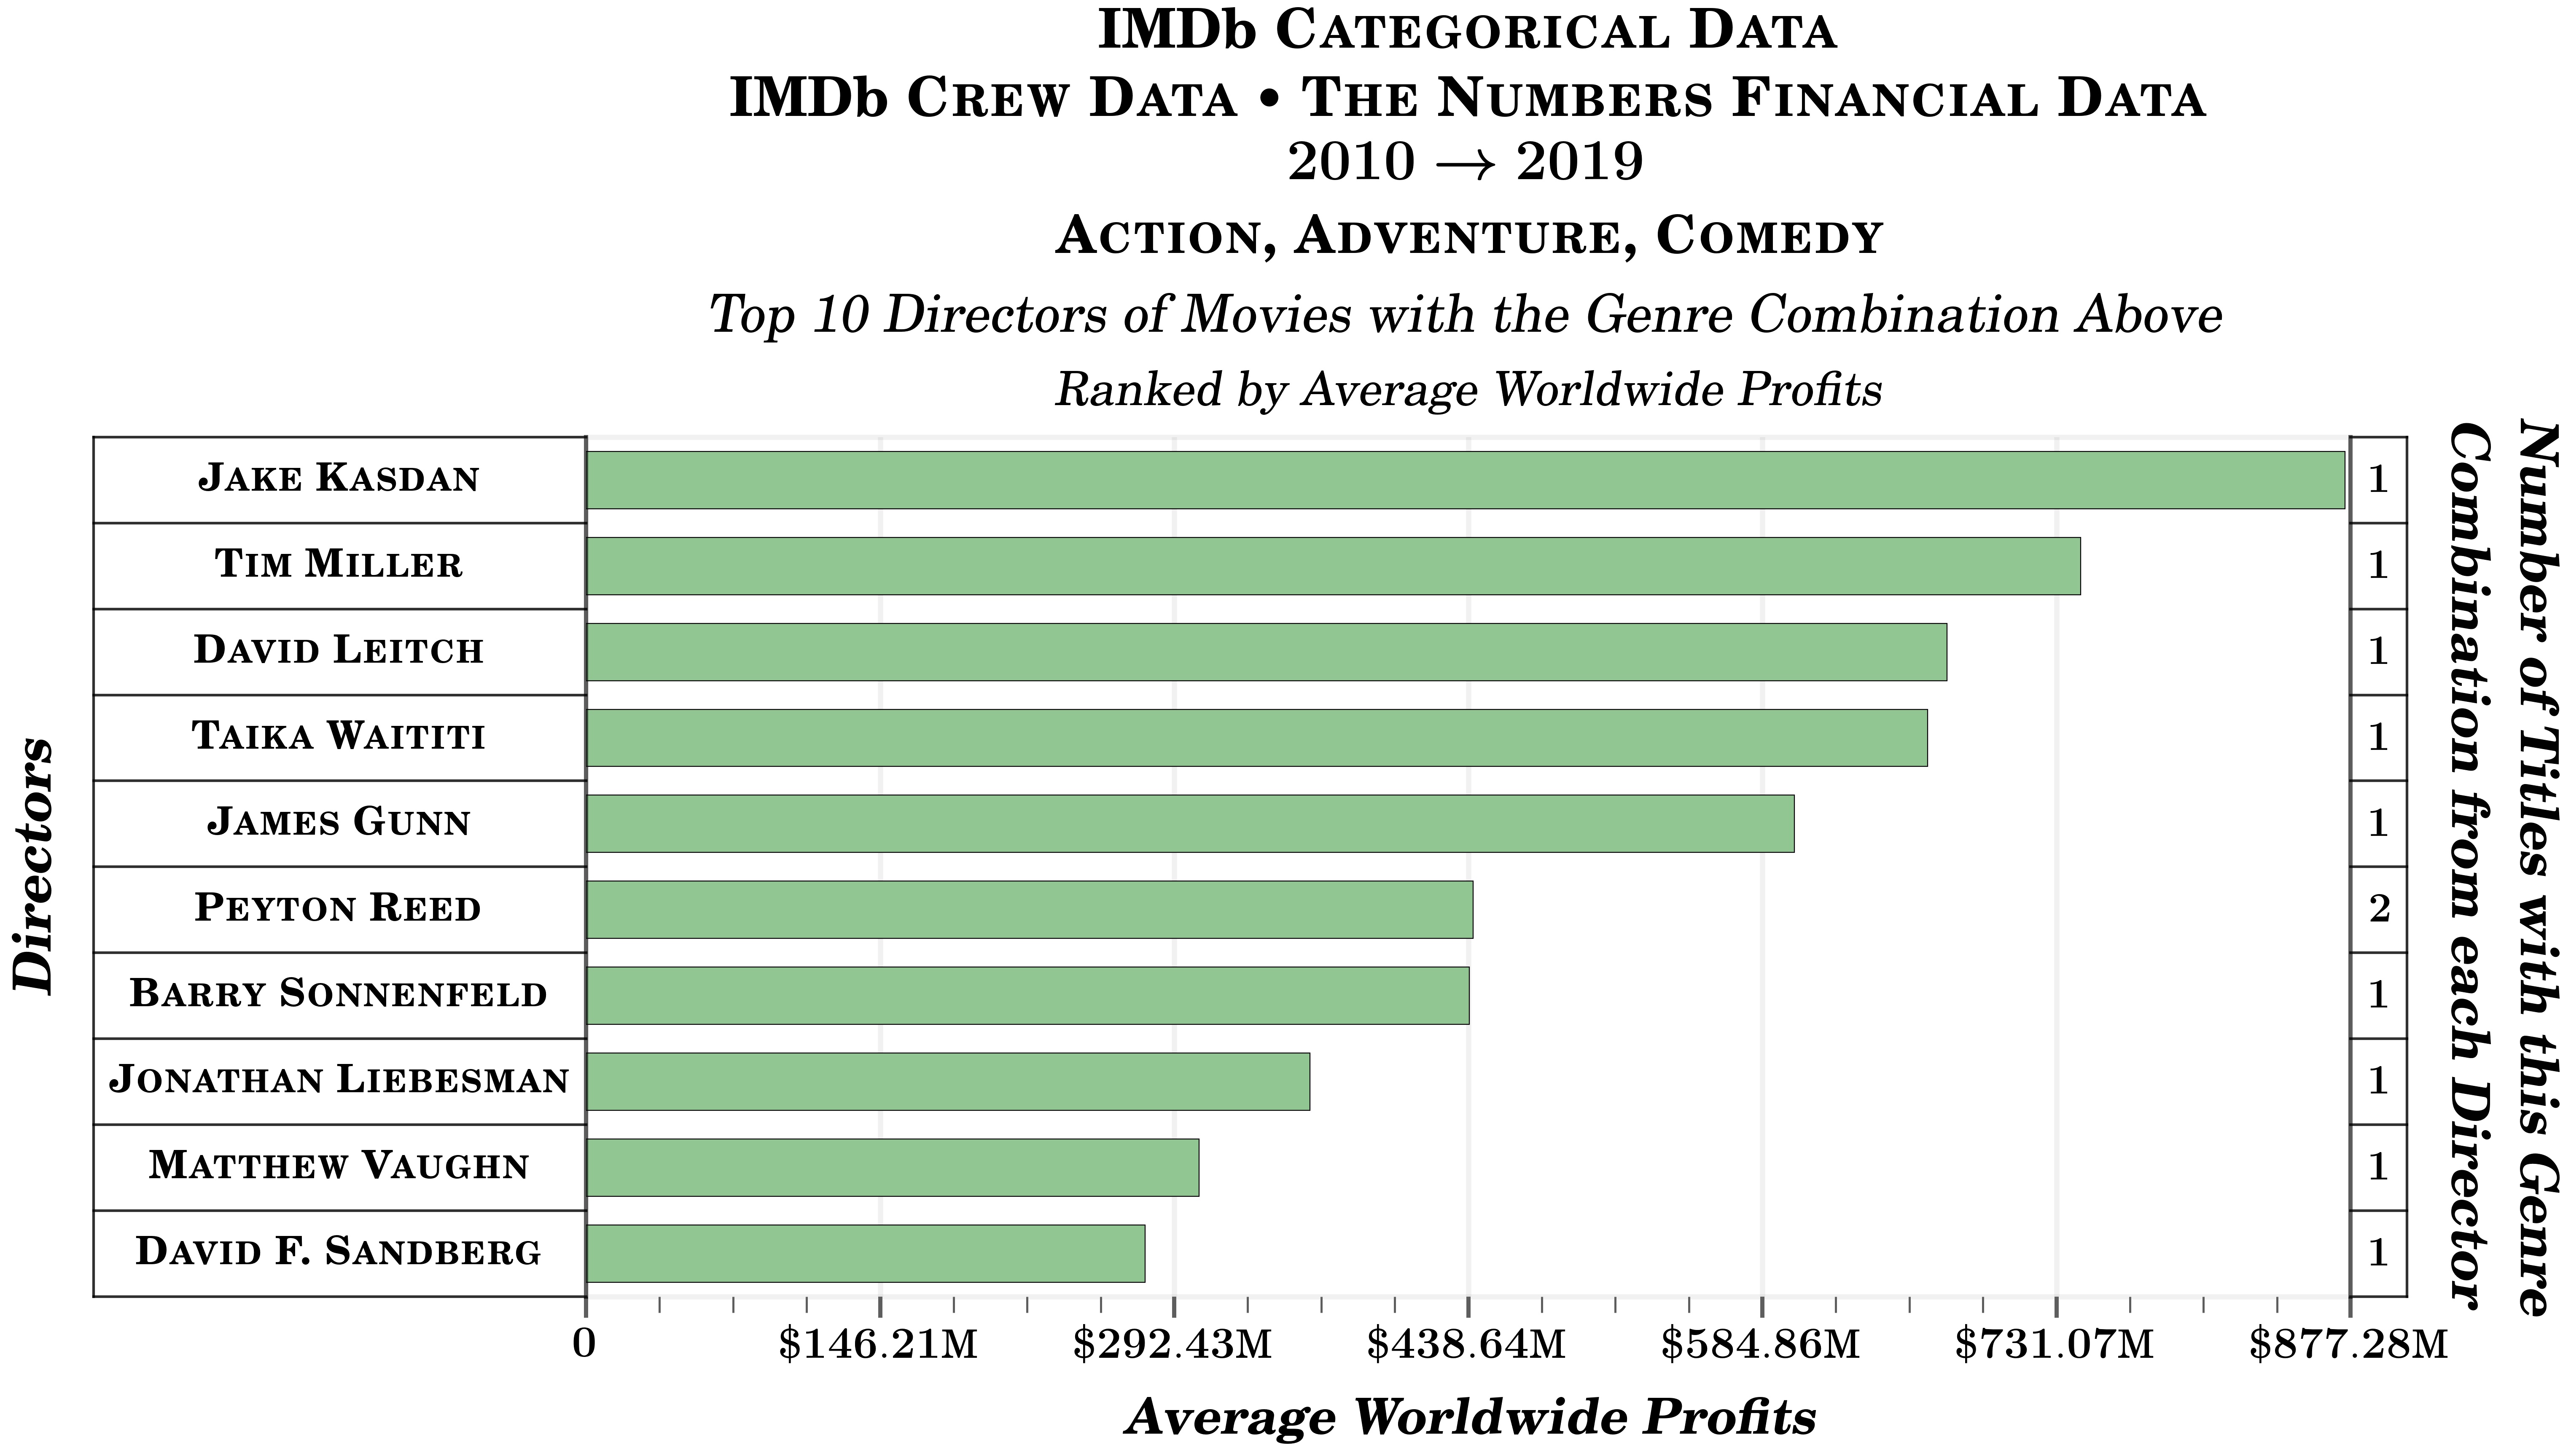 IMDb Categorical Data
IMDb Crew Data • The Numbers Financial Data
2010 → 2019
Action, Adventure, Comedy
Top 10 Directors of Movies with the Genre Combination Above
Ranked by Average Worldwide Profits
Directors
Jake Kasdan 1
Tim Miller 1
David Leitch 1
Taika Waititi 1
James Gunn 1
Peyton Reed 2
Barry Sonnenfeld 1
Jonathan Liebesman 1
Matthew Vaughn 1
David F. Sandberg 1
Number of Titles with this Genre
Combination from each Director
0 $146.21M $292.43M $438.64M $584.86M $731.07M $877.28M
Average Worldwide Profits